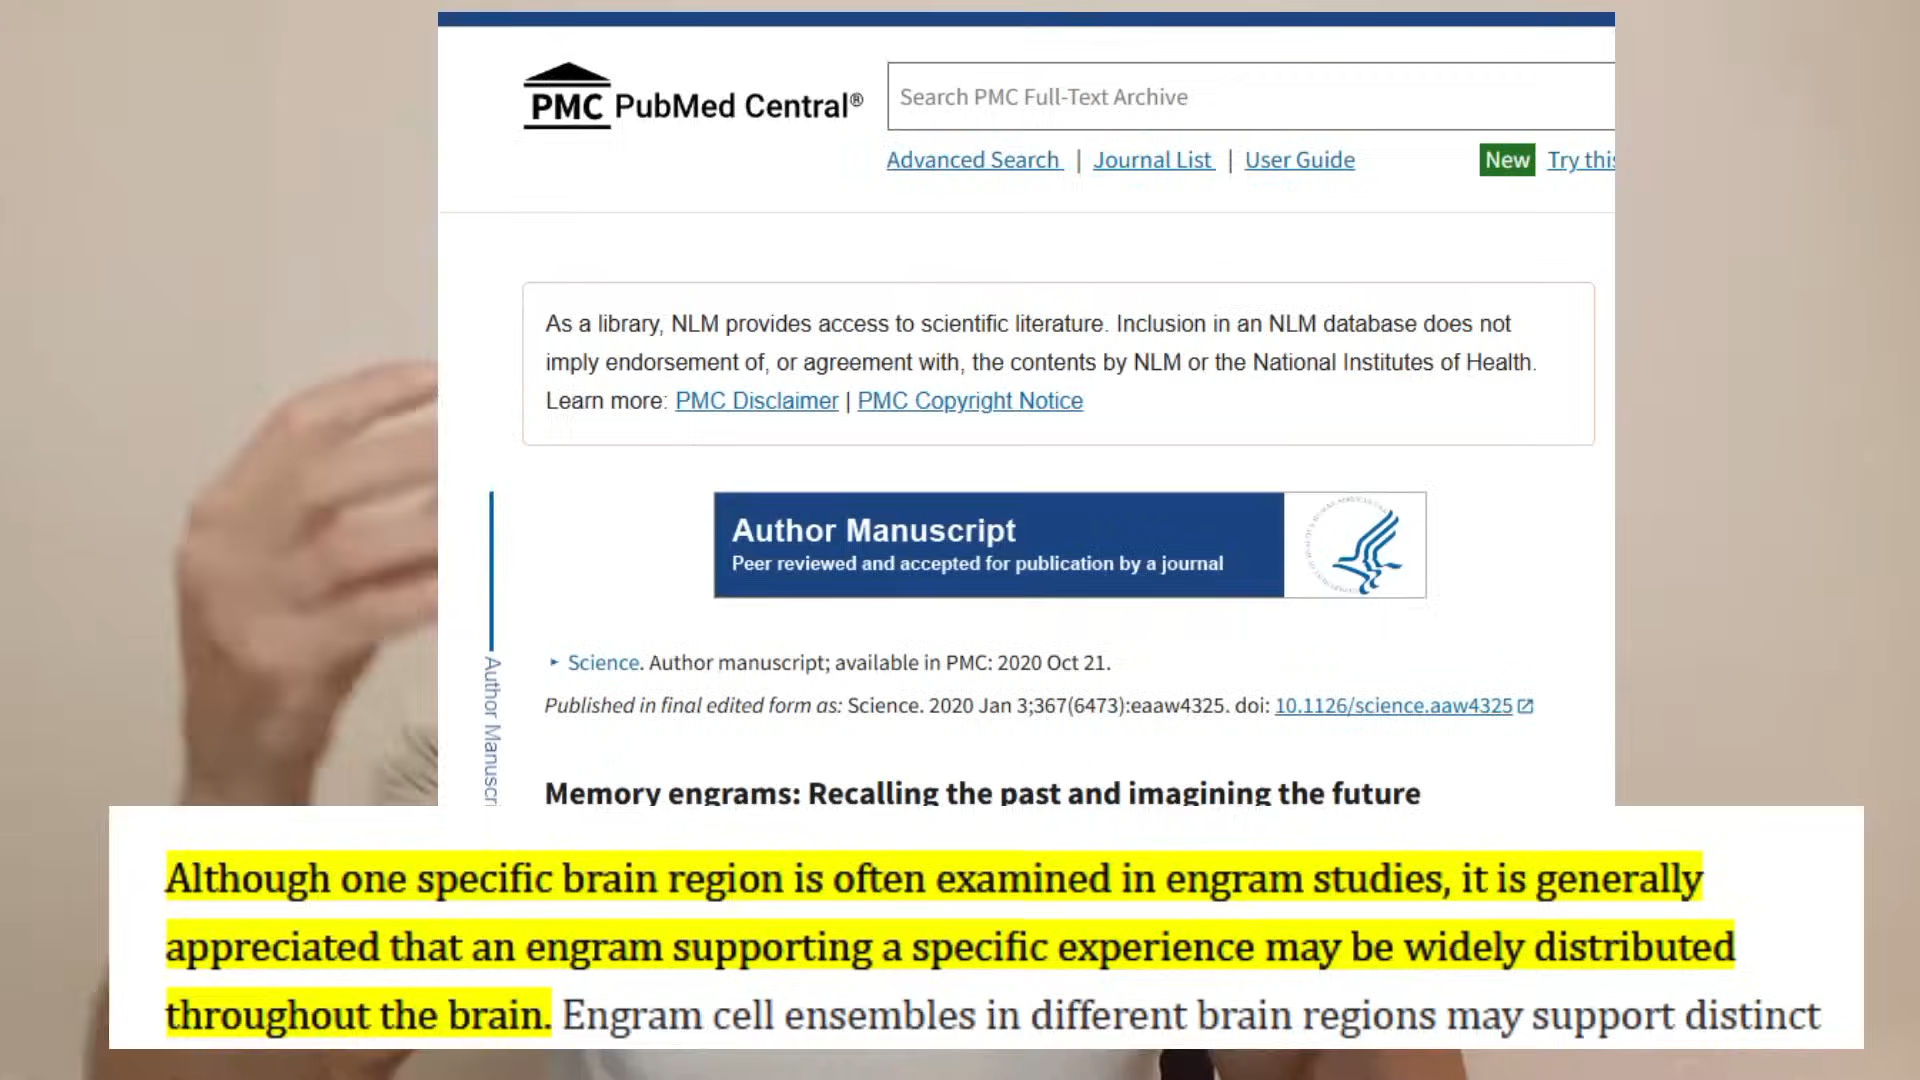 PMC PubMed Central®
Search PMC Full-Text Archive
Advanced Search | Journal List | User Guide
New Try this
As a library, NLM provides access to scientific literature. Inclusion in an NLM database does not
imply endorsement of, or agreement with, the contents by NLM or the National Institutes of Health.
Learn more: PMC Disclaimer | PMC Copyright Notice
Author Manuscript
Peer reviewed and accepted for publication by a journal
Author Manuscri
▸ Science. Author manuscript; available in PMC: 2020 Oct 21.
Published in final edited form as: Science. 2020 Jan 3;367(6473):eaaw4325. doi: 10.1126/science.aaw4325
Memory engrams: Recalling the past and imagining the future
Although one specific brain region is often examined in engram studies, it is generally
appreciated that an engram supporting a specific experience may be widely distributed
throughout the brain. Engram cell ensembles in different brain regions may support distinct